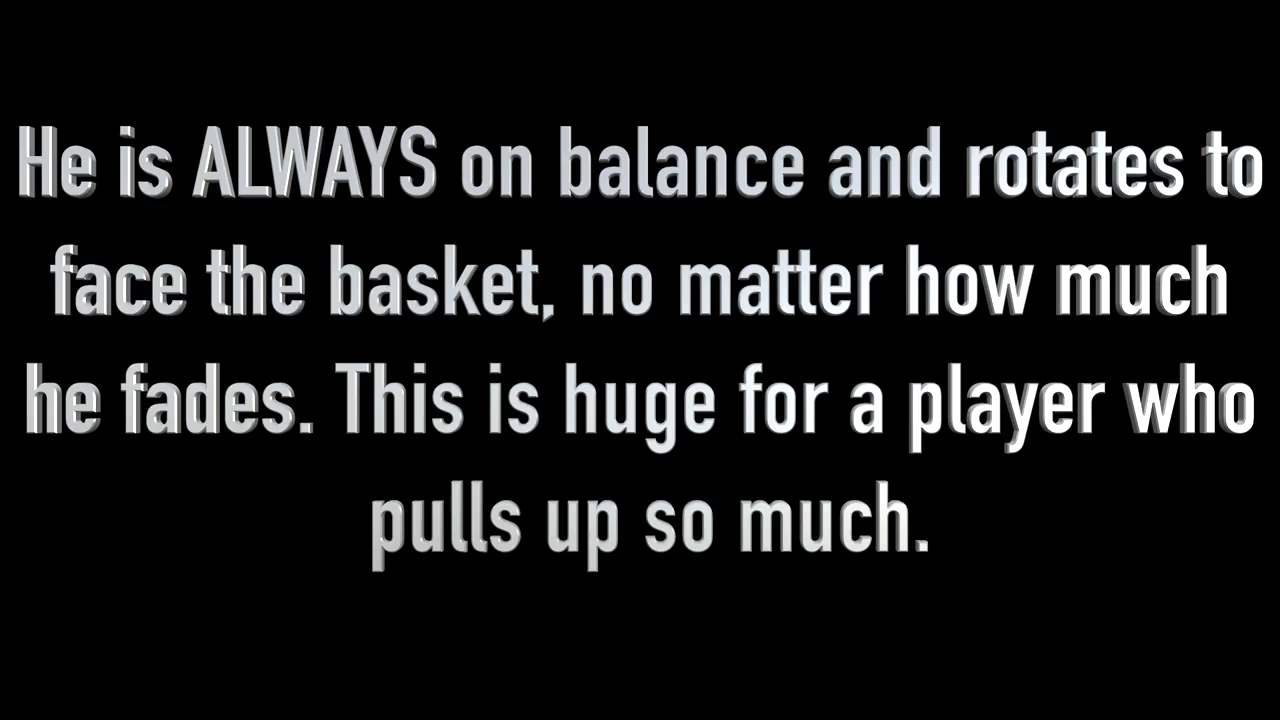 He is ALWAYS on balance and rotates to
face the basket, no matter how much
he fades. This is huge for a player who
pulls up so much.